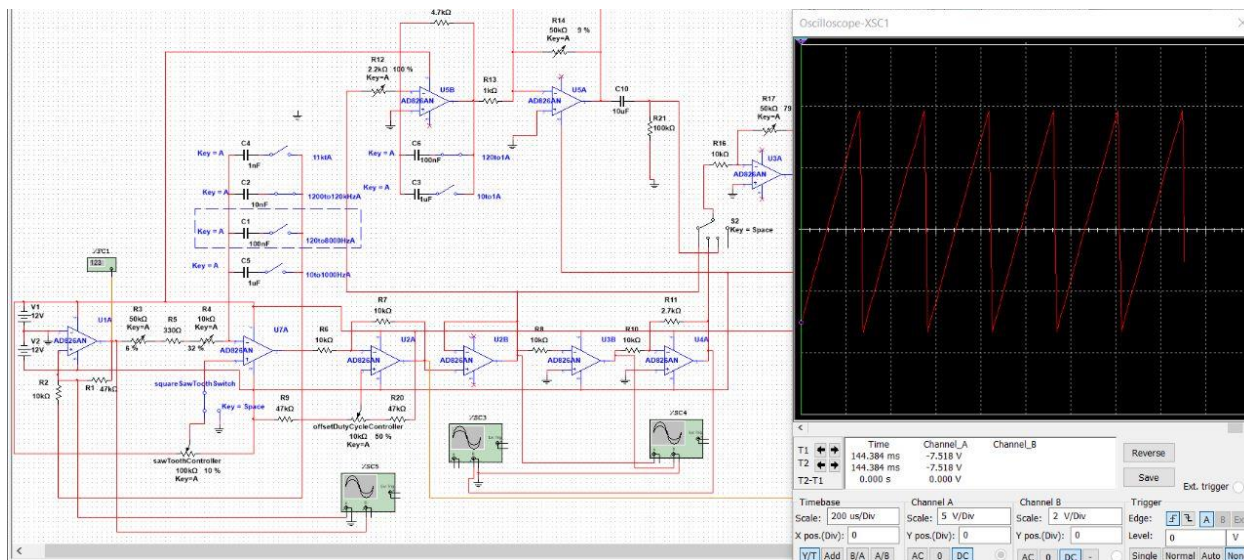 4.7kΩ
R14
50kΩ 9 %
Key=A
R12
2.2kΩ 100 %
Key=A
U5B
AD826AN
R13
1kΩ
U5A
AD826AN
C10
10uF
R21
100kΩ
R17
50kΩ 79
Key=A
R16
10kΩ
U3A
AD826AN
C4
Key = A
1nF
C2
Key = A
10nF
1200to120kHzA
C1
Key = A
100nF
120to8000HzA
C5
Key = A
1uF
10to1000HzA
Key = A
100nF
120to1A
C3
Key = A
1uF
10to1A
S2
Key = Space
XSC1
123
V1
12V
V2
12V
U1A
AD826AN
R3
50kΩ
Key=A
6 %
R5
330Ω
R4
10kΩ
Key=A
32 %
U7A
AD826AN
R2
10kΩ
R1
47kΩ
R6
10kΩ
R7
10kΩ
U2A
AD826AN
U2B
AD826AN
R8
10kΩ
U3B
AD826AN
R10
10kΩ
R11
2.7kΩ
U4A
AD826AN
squareSawToothSwitch
Key = Space
R9
47kΩ
R20
47kΩ
offsetDutyCycleController
10kΩ 50 %
Key=A
sawToothController
100kΩ 10 %
Key=A
XSC5
XSC3
XSC4
Oscilloscope-XSC1
T1
T2
T2-T1
Time Channel_A Channel_B
144.384 ms -7.518 V
144.384 ms -7.518 V
0.000 s 0.000 V
Reverse
Save
Ext. trigger
Timebase
Scale: 200 us/Div
X pos.(Div): 0
Y/T Add B/A A/B
Channel A
Scale: 5 V/Div
Y pos.(Div): 0
AC 0 DC
Channel B
Scale: 2 V/Div
Y pos.(Div): 0
AC 0 DC -
Trigger
Edge: A B
Level: 0 V
Single Normal Auto